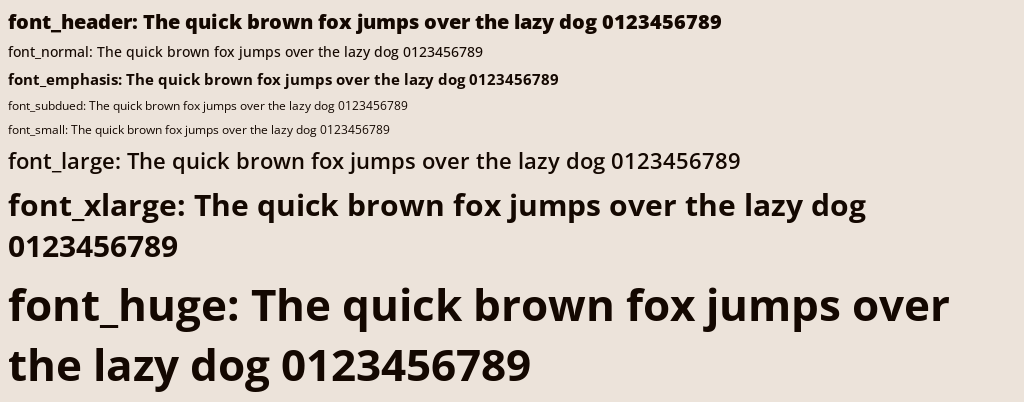 font_header: The quick brown fox jumps over the lazy dog 0123456789
font_normal: The quick brown fox jumps over the lazy dog 0123456789
font_emphasis: The quick brown fox jumps over the lazy dog 0123456789
font_subdued: The quick brown fox jumps over the lazy dog 0123456789
font_small: The quick brown fox jumps over the lazy dog 0123456789
font_large: The quick brown fox jumps over the lazy dog 0123456789
font_xlarge: The quick brown fox jumps over the lazy dog
0123456789
font_huge: The quick brown fox jumps over
the lazy dog 0123456789